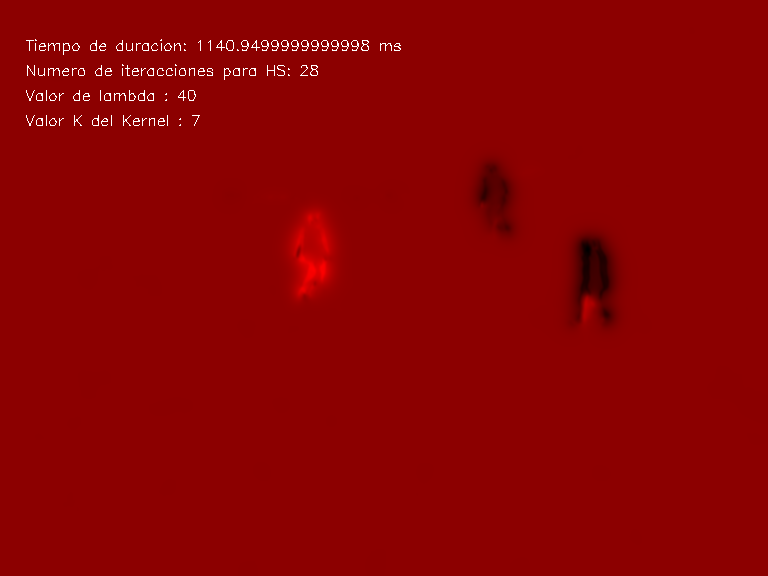 Tiempo de duracion: 1140.9499999999998 ms
Numero de iteracciones para HS: 28
Valor de lambda : 40
Valor K del Kernel : 7